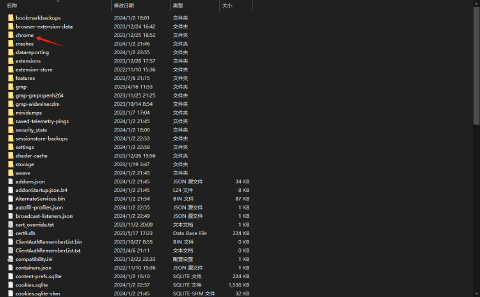 名称 修改日期 类型 大小
bookmarkbackups 2024/1/2 18:01 文件夹
browser-extension-data 2023/12/24 16:42 文件夹
chrome 2023/12/25 18:52 文件夹
crashes 2024/1/2 21:46 文件夹
datareporting 2024/1/2 22:55 文件夹
extensions 2023/12/28 17:57 文件夹
extension-store 2022/11/10 15:36 文件夹
features 2023/7/8 21:15 文件夹
gmp 2023/4/16 11:53 文件夹
gmp-gmpopenh264 2023/11/25 21:25 文件夹
gmp-widevinecdm 2023/10/14 8:54 文件夹
minidumps 2023/1/7 17:04 文件夹
saved-telemetry-pings 2024/1/2 21:45 文件夹
security_state 2024/1/2 18:06 文件夹
sessionstore-backups 2024/1/2 22:53 文件夹
settings 2024/1/2 22:58 文件夹
shader-cache 2023/12/28 15:56 文件夹
storage 2023/1/19 2:47 文件夹
weave 2024/1/2 21:45 文件夹
addons.json 2024/1/2 21:45 JSON 源文件 34 KB
addonStartup.json.lz4 2024/1/2 21:45 LZ4 文件 8 KB
AlternateServices.bin 2024/1/2 21:54 BIN 文件 87 KB
autofill-profiles.json 2024/1/2 22:55 JSON 源文件 1 KB
broadcast-listeners.json 2024/1/2 22:49 JSON 源文件 1 KB
cert_override.txt 2023/11/2 20:00 文本文档 1 KB
cert9.db 2023/5/17 17:23 Data Base File 224 KB
ClientAuthRememberList.bin 2023/10/27 8:55 BIN 文件 0 KB
ClientAuthRememberList.txt 2023/4/6 21:11 文本文档 0 KB
compatibility.ini 2023/12/22 22:33 配置设置 1 KB
containers.json 2022/11/10 15:36 JSON 源文件 1 KB
content-prefs.sqlite 2024/1/2 16:10 SQLITE 文件 224 KB
cookies.sqlite 2024/1/2 22:57 SQLITE 文件 1,536 KB
cookies.sqlite-shm 2024/1/2 21:45 SQLITE-SHM 文件 32 KB